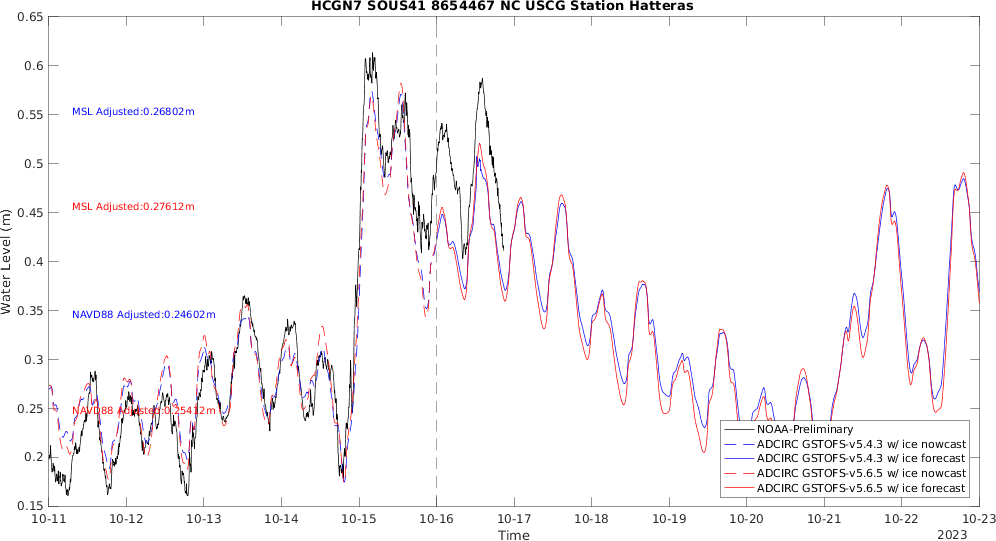 HCGN7 SOUS41 8654467 NC USCG Station Hatteras
0.65
0.6
0.55
0.5
0.45
0.4
0.35
0.3
0.25
0.2
0.15
Water Level (m)
MSL Adjusted:0.26802m
MSL Adjusted:0.27612m
NAVD88 Adjusted:0.24602m
NAVD88 Adjusted:0.25412m
NOAA-Preliminary
ADCIRC GSTOFS-v5.4.3 w/ ice nowcast
ADCIRC GSTOFS-v5.4.3 w/ ice forecast
ADCIRC GSTOFS-v5.6.5 w/ ice nowcast
ADCIRC GSTOFS-v5.6.5 w/ ice forecast
10-11 10-12 10-13 10-14 10-15 10-16 10-17 10-18 10-19 10-20 10-21 10-22 10-23
Time
2023